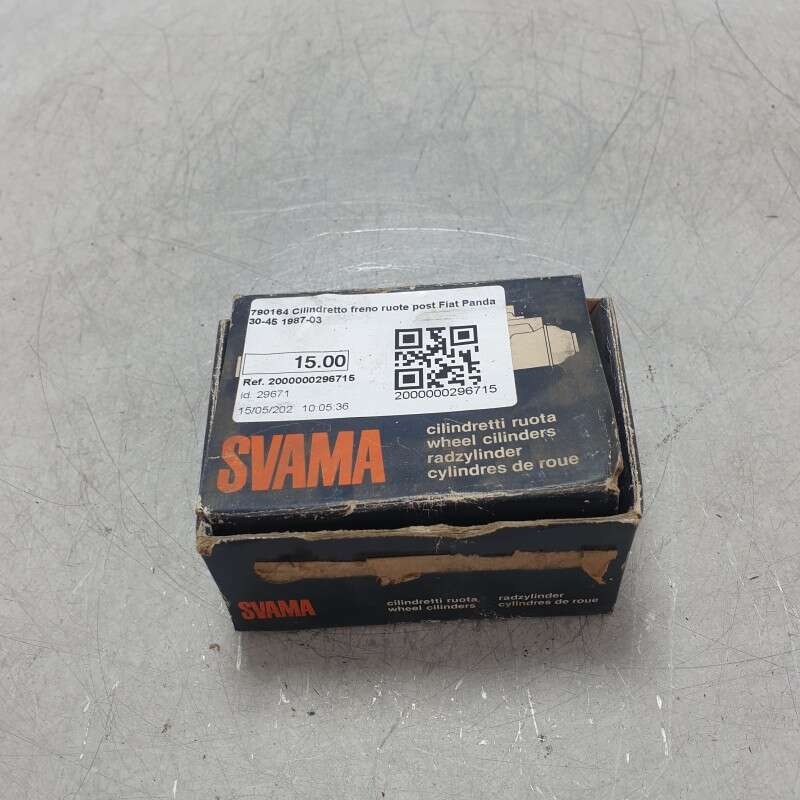 790164 Cilindretto freno ruote post Fiat Panda
30-45 1987-03
15.00
Ref. 2000000296715
id. 29671
15/05/202 10:05:36
2000000296715
SVAMA
cilindretti ruota
wheel cilinders
radzylinder
cylindres de roue
SVAMA
cilindretti ruota
wheel cilinders
radzylinder
cylindres de roue